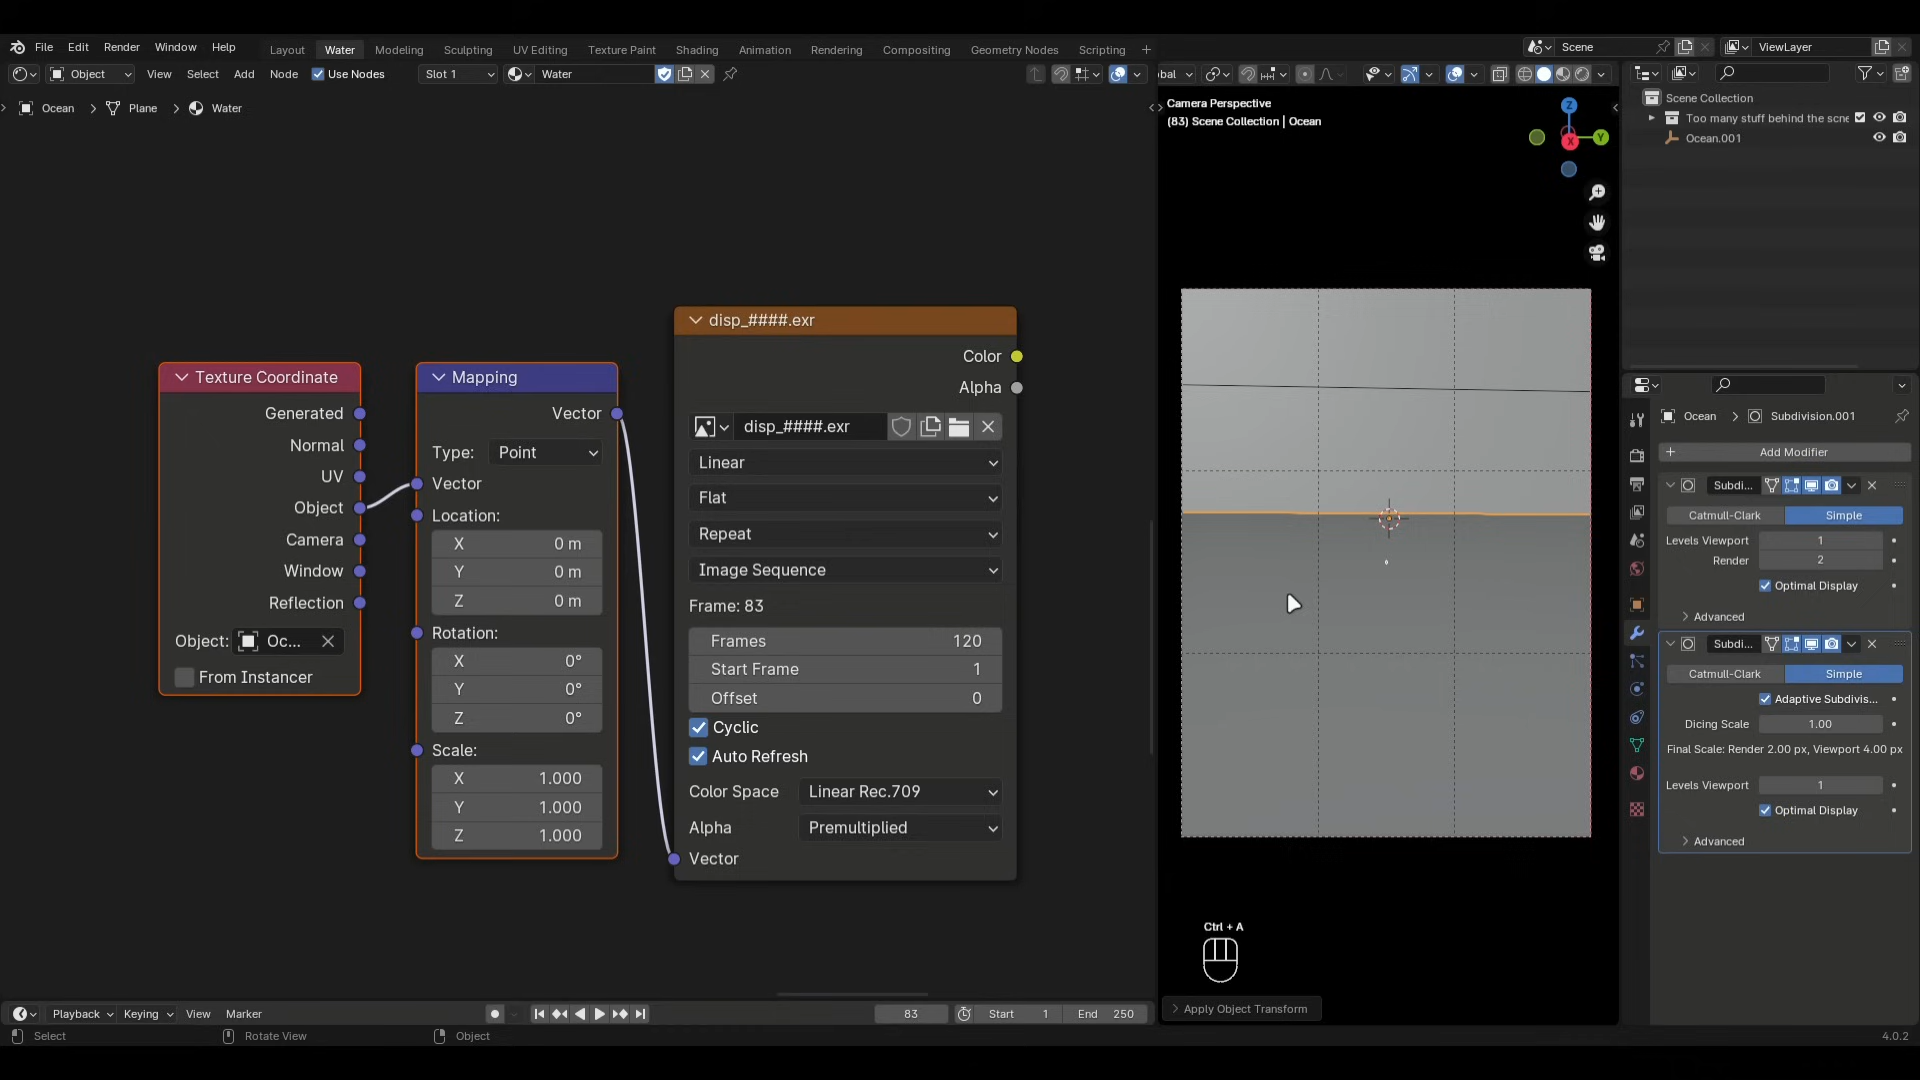 File Edit Render Window Help Layout Water Modeling Sculpting UV Editing Texture Paint Shading Animation Rendering Compositing Geometry Nodes Scripting + Scene ViewLayer
Object View Select Add Node Use Nodes Slot 1 Water bal
Ocean Plane Water
Camera Perspective
(83) Scene Collection | Ocean
Z
Y
X
Scene Collection
Too many stuff behind the scne
Ocean.001
Texture Coordinate
Generated
Normal
UV
Object
Camera
Window
Reflection
Object: Oc...
From Instancer
Mapping
Vector
Type: Point
Vector
Location:
X 0 m
Y 0 m
Z 0 m
Rotation:
X 0°
Y 0°
Z 0°
Scale:
X 1.000
Y 1.000
Z 1.000
disp_####.exr
Color
Alpha
disp_####.exr
Linear
Flat
Repeat
Image Sequence
Frame: 83
Frames 120
Start Frame 1
Offset 0
Cyclic
Auto Refresh
Color Space Linear Rec.709
Alpha Premultiplied
Vector
Ocean Subdivision.001
Add Modifier
Subdi...
Catmull-Clark Simple
Levels Viewport 1
Render 2
Optimal Display
Advanced
Subdi...
Catmull-Clark Simple
Adaptive Subdivis...
Dicing Scale 1.00
Final Scale: Render 2.00 px, Viewport 4.00 px
Levels Viewport 1
Optimal Display
Advanced
Ctrl + A
Apply Object Transform
Playback Keying View Marker 83 Start 1 End 250
Select Rotate View Object 4.0.2